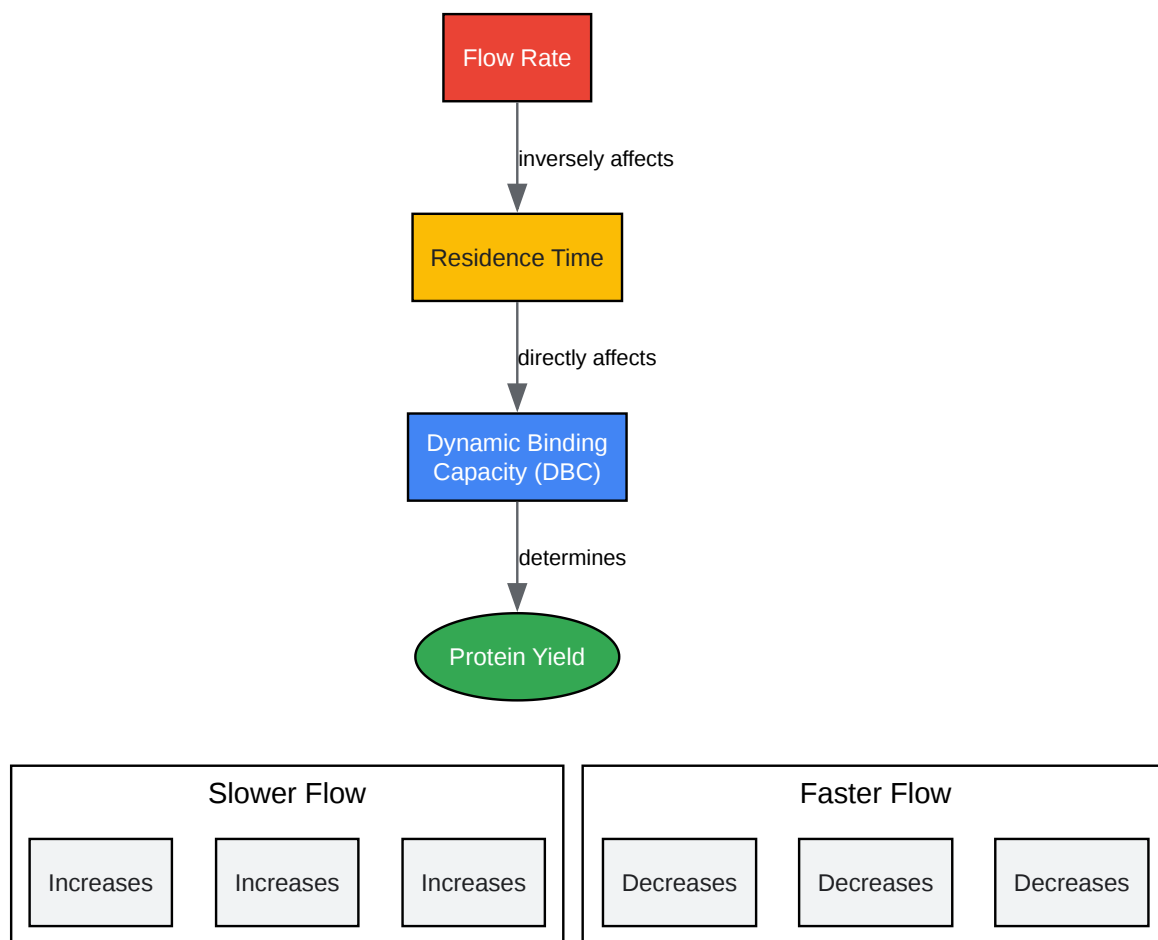 Flow Rate
inversely affects
Residence Time
directly affects
Dynamic Binding
Capacity (DBC)
determines
Protein Yield
Slower Flow
Increases
Increases
Increases
Faster Flow
Decreases
Decreases
Decreases